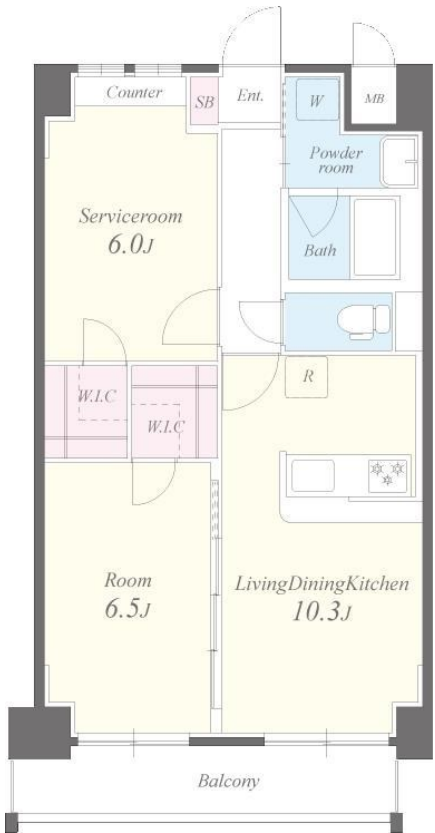 Counter
SB
Ent.
W
MB
Powder
room
Serviceroom
6.0J
Bath
W.I.C
W.I.C
R
Room
6.5J
LivingDiningKitchen
10.3J
Balcony